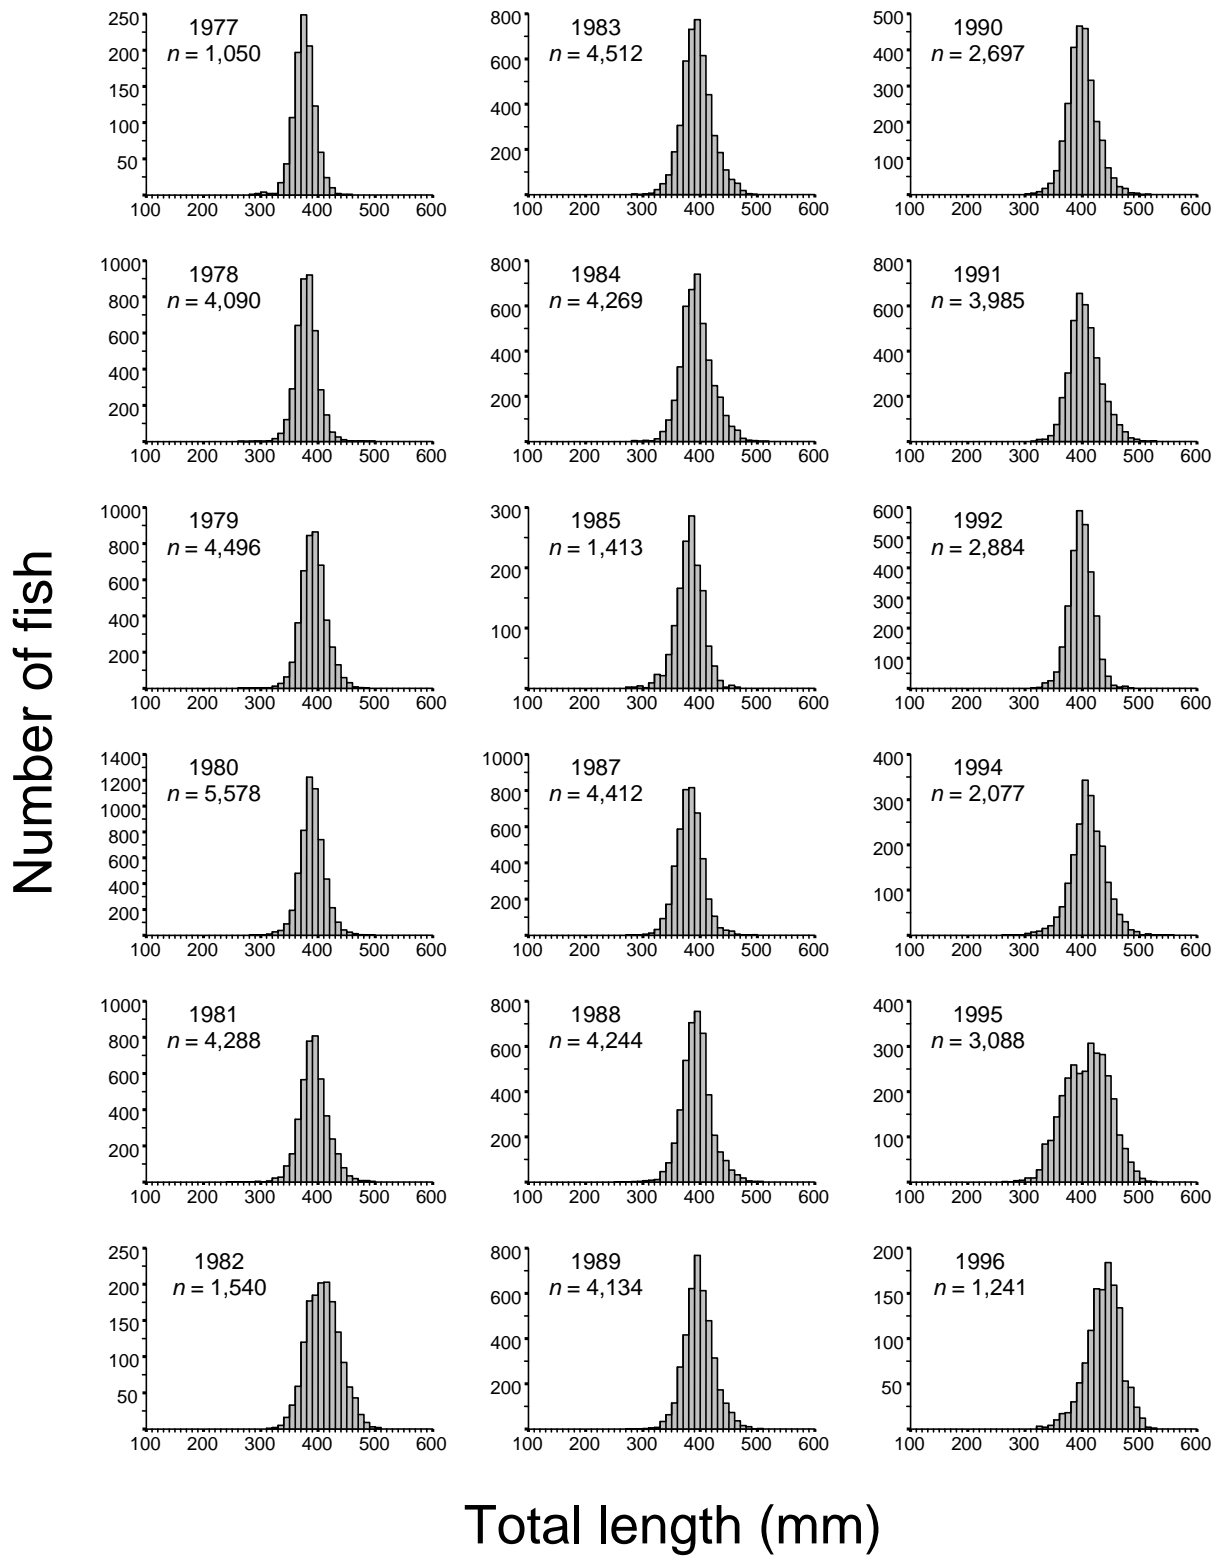 Number of fish
1977
n = 1,050
250
200
150
100
50
100 200 300 400 500 600
1983
n = 4,512
800
600
400
200
100 200 300 400 500 600
1990
n = 2,697
500
400
300
200
100
100 200 300 400 500 600
1978
n = 4,090
1000
800
600
400
200
100 200 300 400 500 600
1984
n = 4,269
800
600
400
200
100 200 300 400 500 600
1991
n = 3,985
800
600
400
200
100 200 300 400 500 600
1979
n = 4,496
1000
800
600
400
200
100 200 300 400 500 600
1985
n = 1,413
300
200
100
100 200 300 400 500 600
1992
n = 2,884
600
500
400
300
200
100
100 200 300 400 500 600
1980
n = 5,578
1400
1200
1000
800
600
400
200
100 200 300 400 500 600
1987
n = 4,412
1000
800
600
400
200
100 200 300 400 500 600
1994
n = 2,077
400
300
200
100
100 200 300 400 500 600
1981
n = 4,288
1000
800
600
400
200
100 200 300 400 500 600
1988
n = 4,244
800
600
400
200
100 200 300 400 500 600
1995
n = 3,088
400
300
200
100
100 200 300 400 500 600
1982
n = 1,540
250
200
150
100
50
100 200 300 400 500 600
1989
n = 4,134
800
600
400
200
100 200 300 400 500 600
1996
n = 1,241
200
150
100
50
100 200 300 400 500 600
Total length (mm)